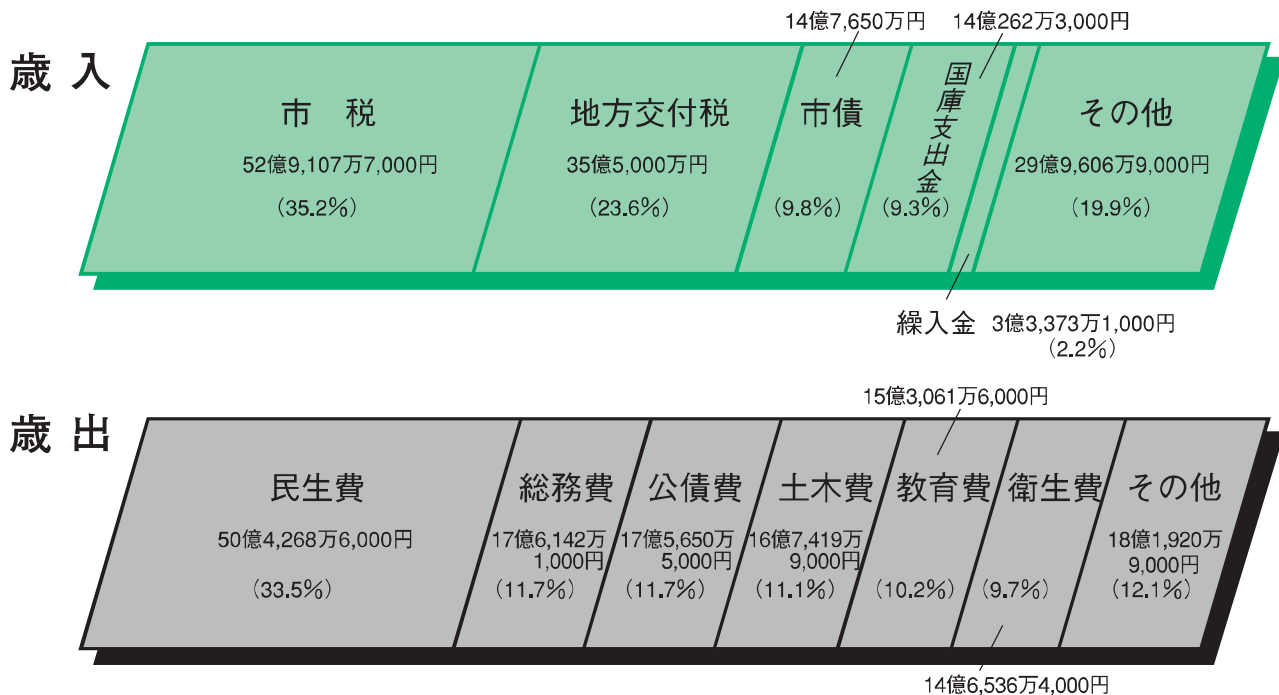 14億7,650万円
14億262万3,000円
歳入
市税
52億9,107万7,000円
(35.2%)
地方交付税
35億5,000万円
(23.6%)
市債
(9.8%)
国庫支出金
(9.3%)
その他
29億9,606万9,000円
(19.9%)
繰入金 3億3,373万1,000円
(2.2%)
歳出
15億3,061万6,000円
民生費
50億4,268万6,000円
(33.5%)
総務費
17億6,142万
1,000円
(11.7%)
公債費
17億5,650万
5,000円
(11.7%)
土木費
16億7,419万
9,000円
(11.1%)
教育費
(10.2%)
衛生費
(9.7%)
その他
18億1,920万
9,000円
(12.1%)
14億6,536万4,000円